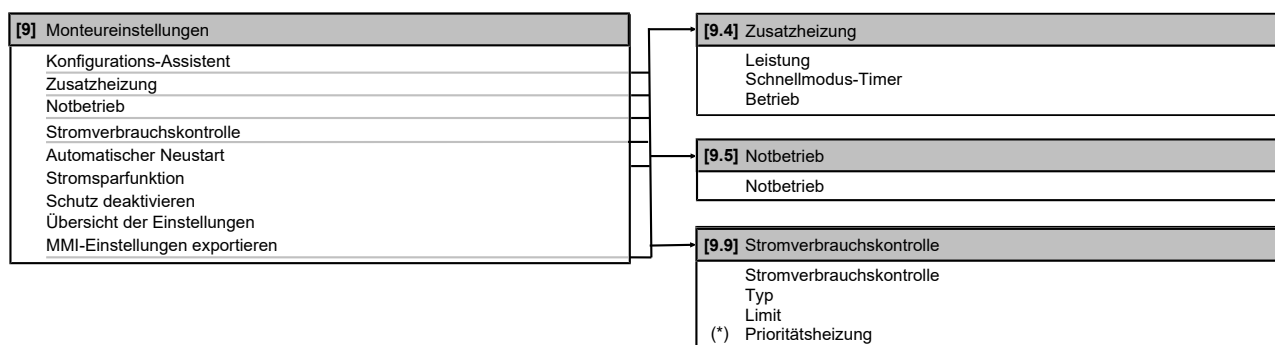 [9] Monteureinstellungen
Konfigurations-Assistent
Zusatzheizung
Notbetrieb
Stromverbrauchskontrolle
Automatischer Neustart
Stromsparfunktion
Schutz deaktivieren
Übersicht der Einstellungen
MMI-Einstellungen exportieren
[9.4] Zusatzheizung
Leistung
Schnellmodus-Timer
Betrieb
[9.5] Notbetrieb
Notbetrieb
[9.9] Stromverbrauchskontrolle
Stromverbrauchskontrolle
Typ
Limit
(*) Prioritätsheizung